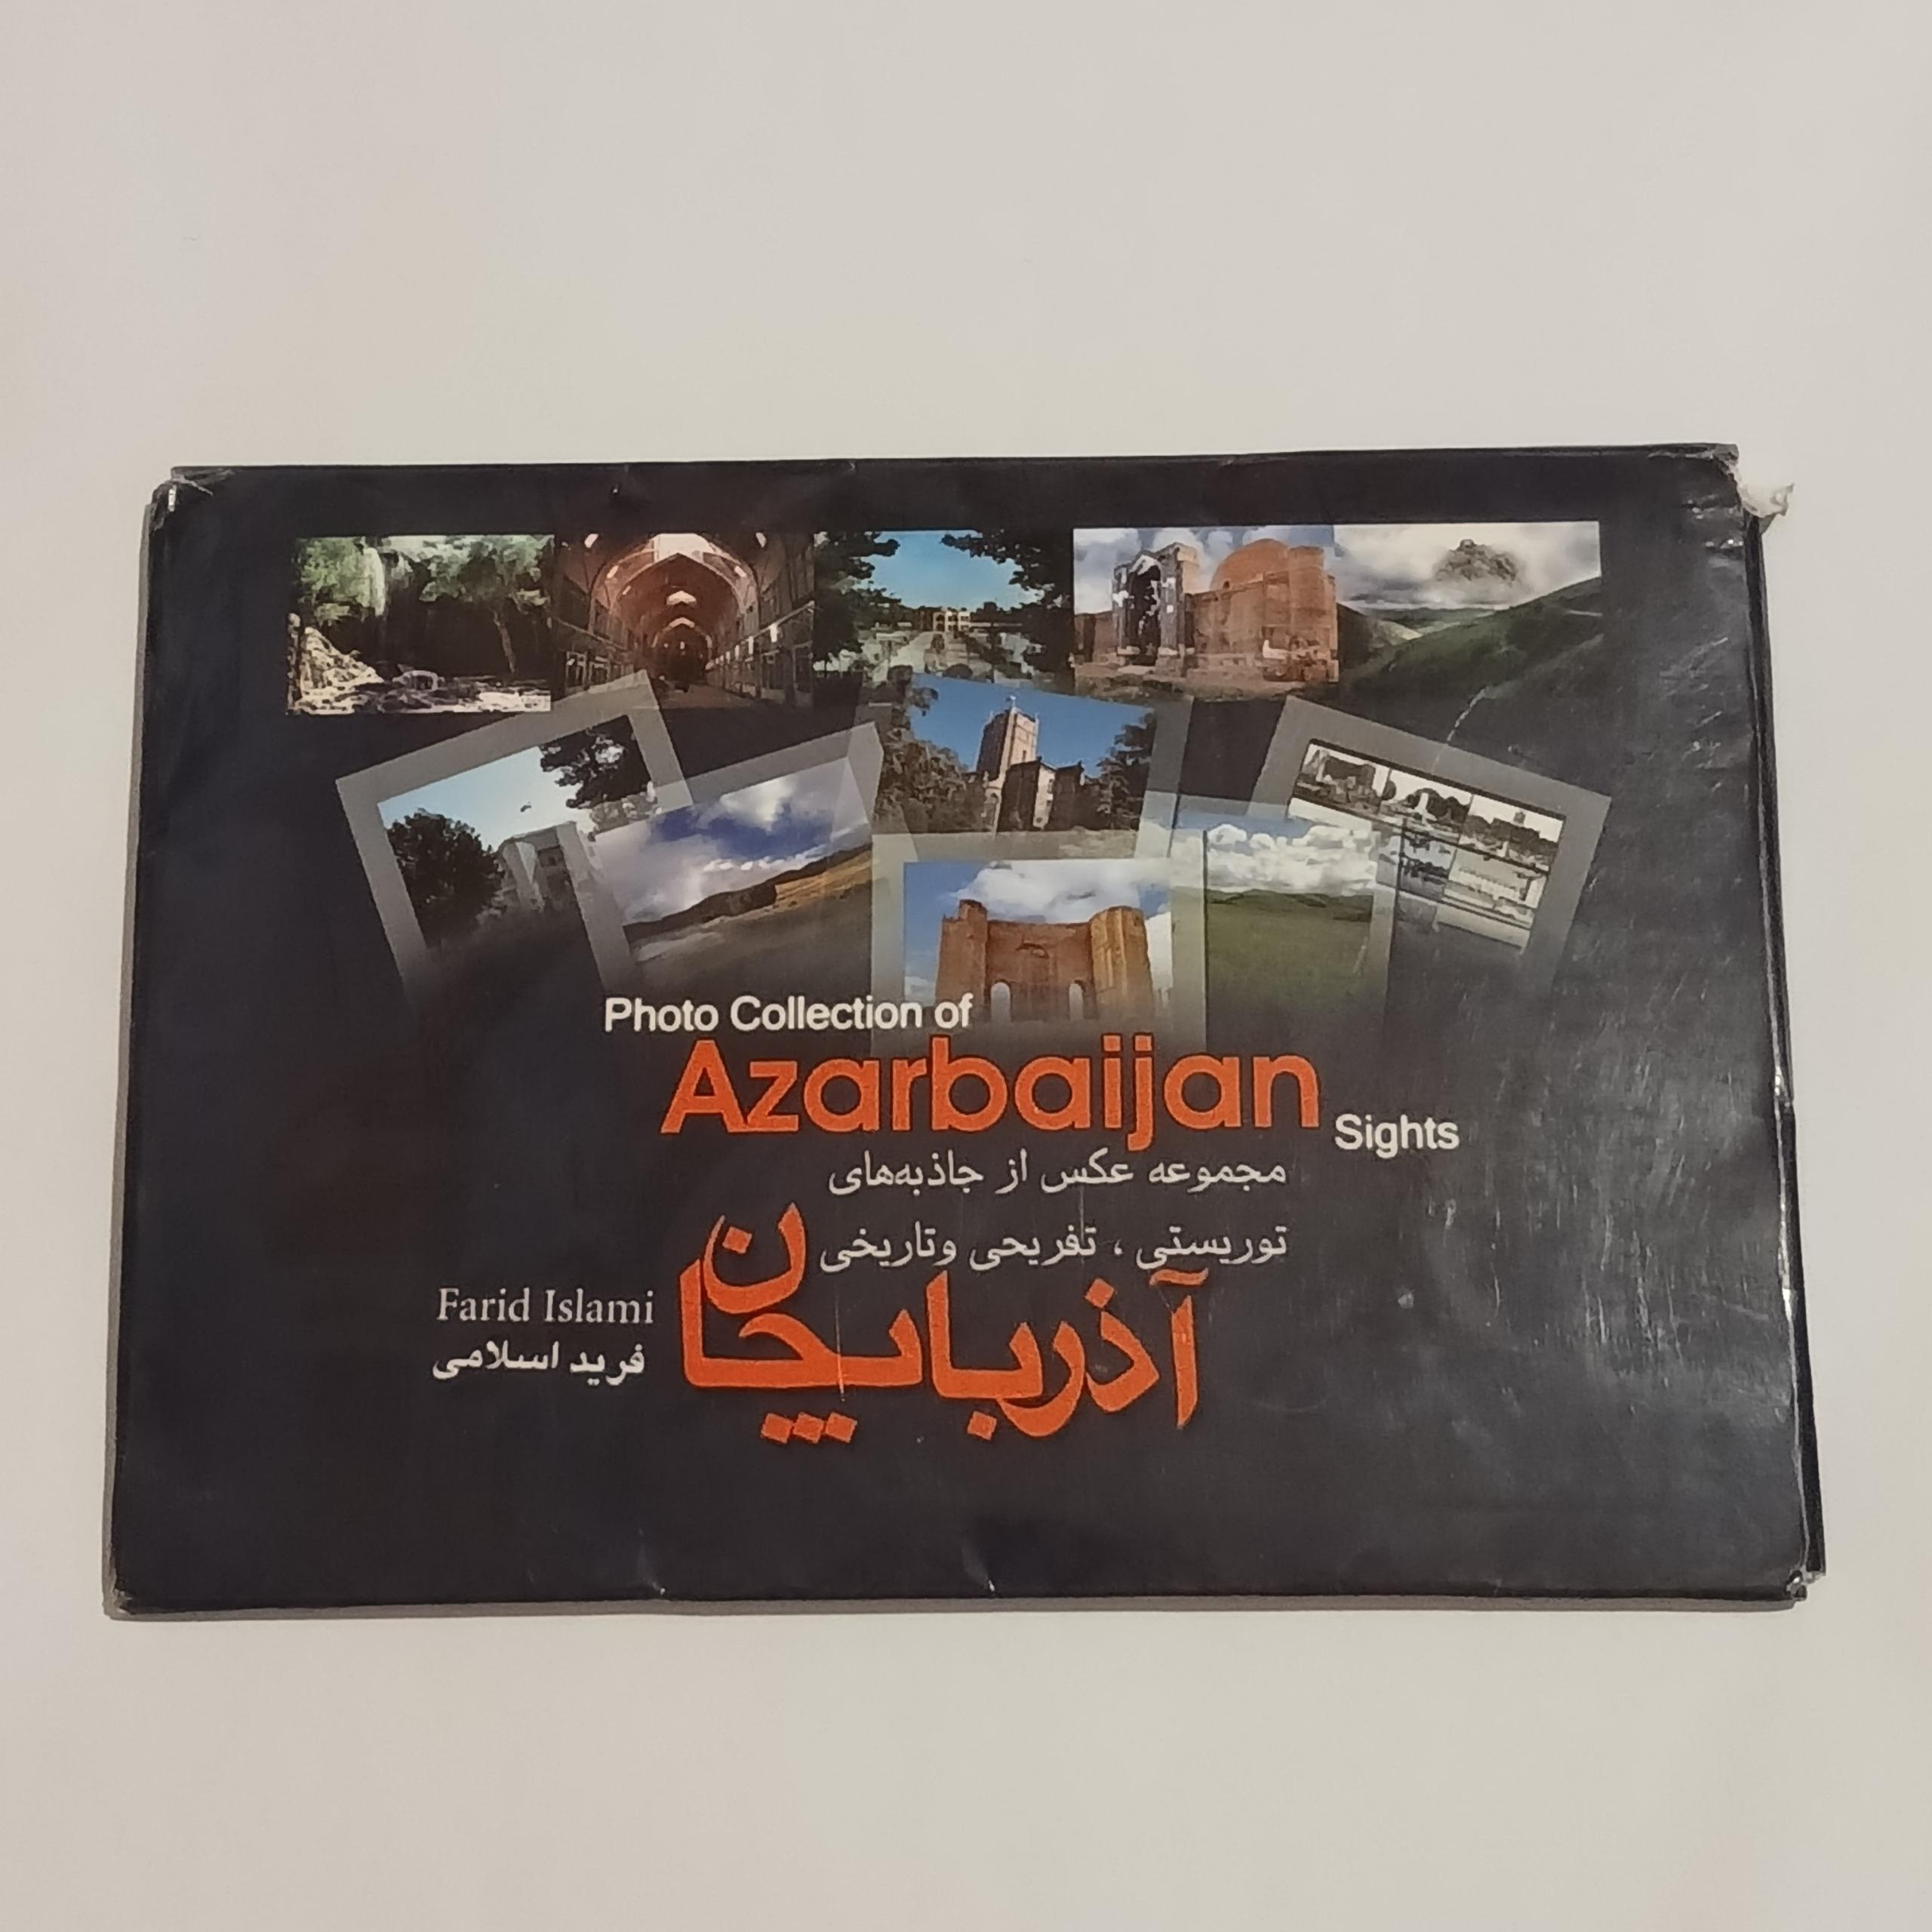 Photo Collection of
Azarbaijan
Sights
مجموعه عکس از جاذبه‌های
توریستی ، تفریحی وتاریخی
آذربایجان
Farid Islami
فرید اسلامی